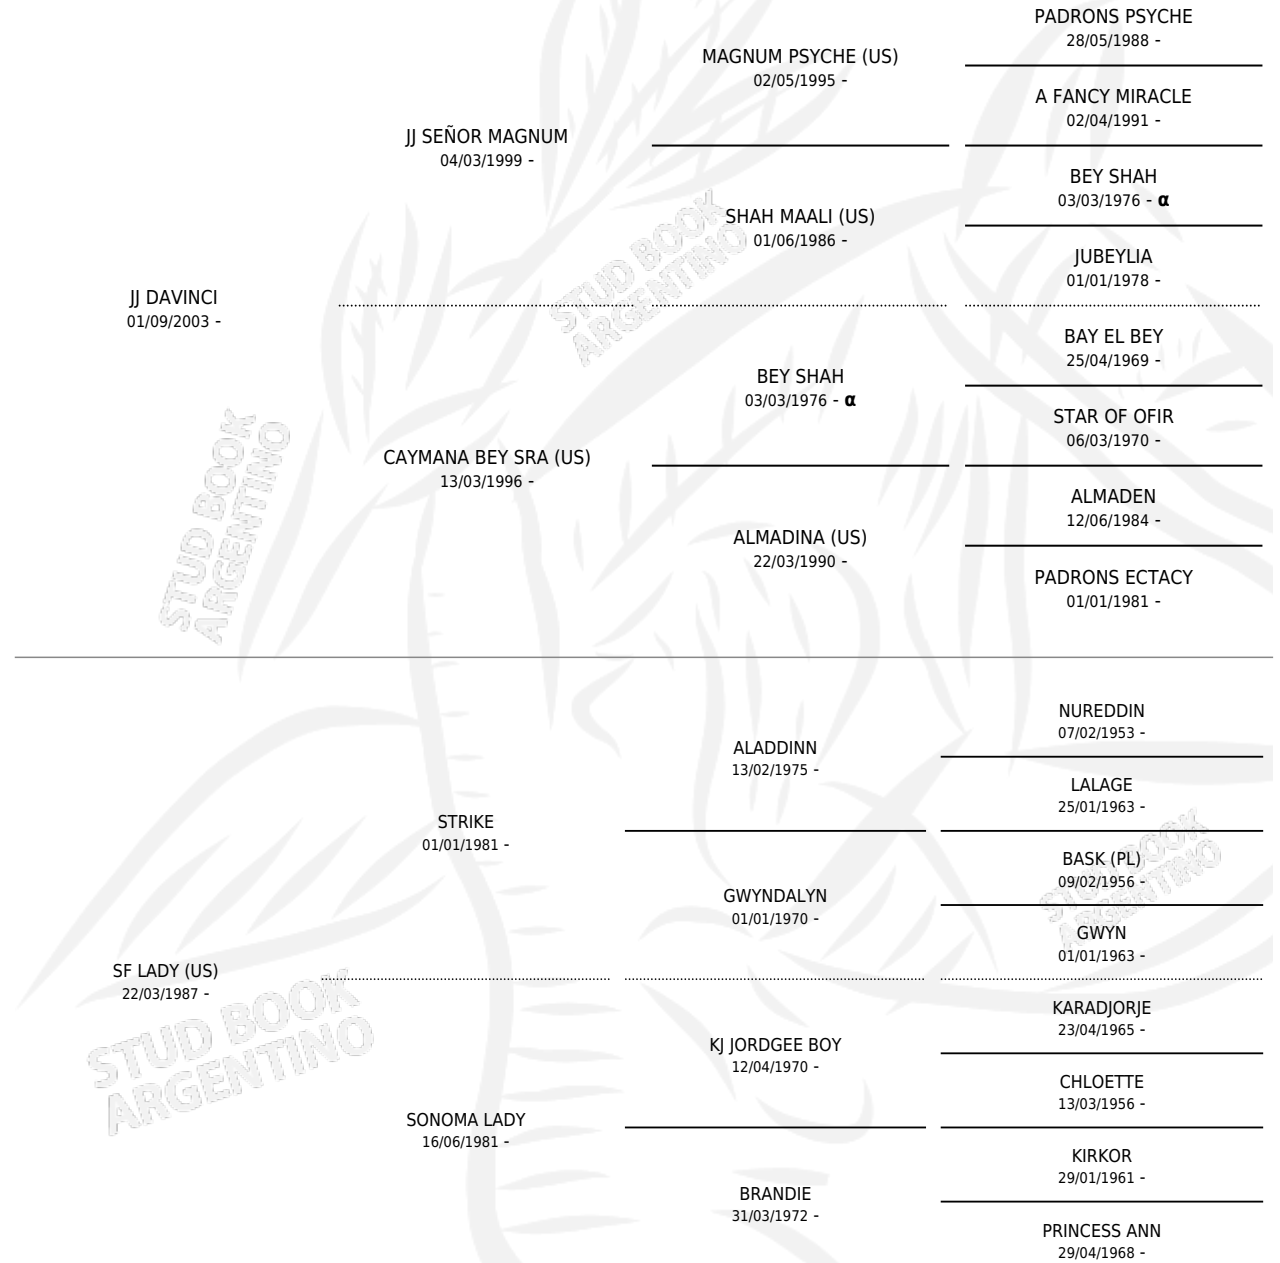 PADRONS PSYCHE
28/05/1988 -
MAGNUM PSYCHE (US)
02/05/1995 -
A FANCY MIRACLE
02/04/1991 -
JJ SEÑOR MAGNUM
04/03/1999 -
BEY SHAH
03/03/1976 - α
SHAH MAALI (US)
01/06/1986 -
JUBEYLIA
01/01/1978 -
JJ DAVINCI
01/09/2003 -
BAY EL BEY
25/04/1969 -
BEY SHAH
03/03/1976 - α
STAR OF OFIR
06/03/1970 -
CAYMANA BEY SRA (US)
13/03/1996 -
ALMADEN
12/06/1984 -
ALMADINA (US)
22/03/1990 -
PADRONS ECTACY
01/01/1981 -
NUREDDIN
07/02/1953 -
ALADDINN
13/02/1975 -
LALAGE
25/01/1963 -
STRIKE
01/01/1981 -
BASK (PL)
09/02/1956 -
GWYNDALYN
01/01/1970 -
GWYN
01/01/1963 -
SF LADY (US)
22/03/1987 -
KARADJORJE
23/04/1965 -
KJ JORDGEE BOY
12/04/1970 -
CHLOETTE
13/03/1956 -
SONOMA LADY
16/06/1981 -
KIRKOR
29/01/1961 -
BRANDIE
31/03/1972 -
PRINCESS ANN
29/04/1968 -
STUD BOOK
ARGENTINO
STUD BOOK
ARGENTINO
STUD BOOK
ARGENTINO
STUD BOOK
ARGENTINO